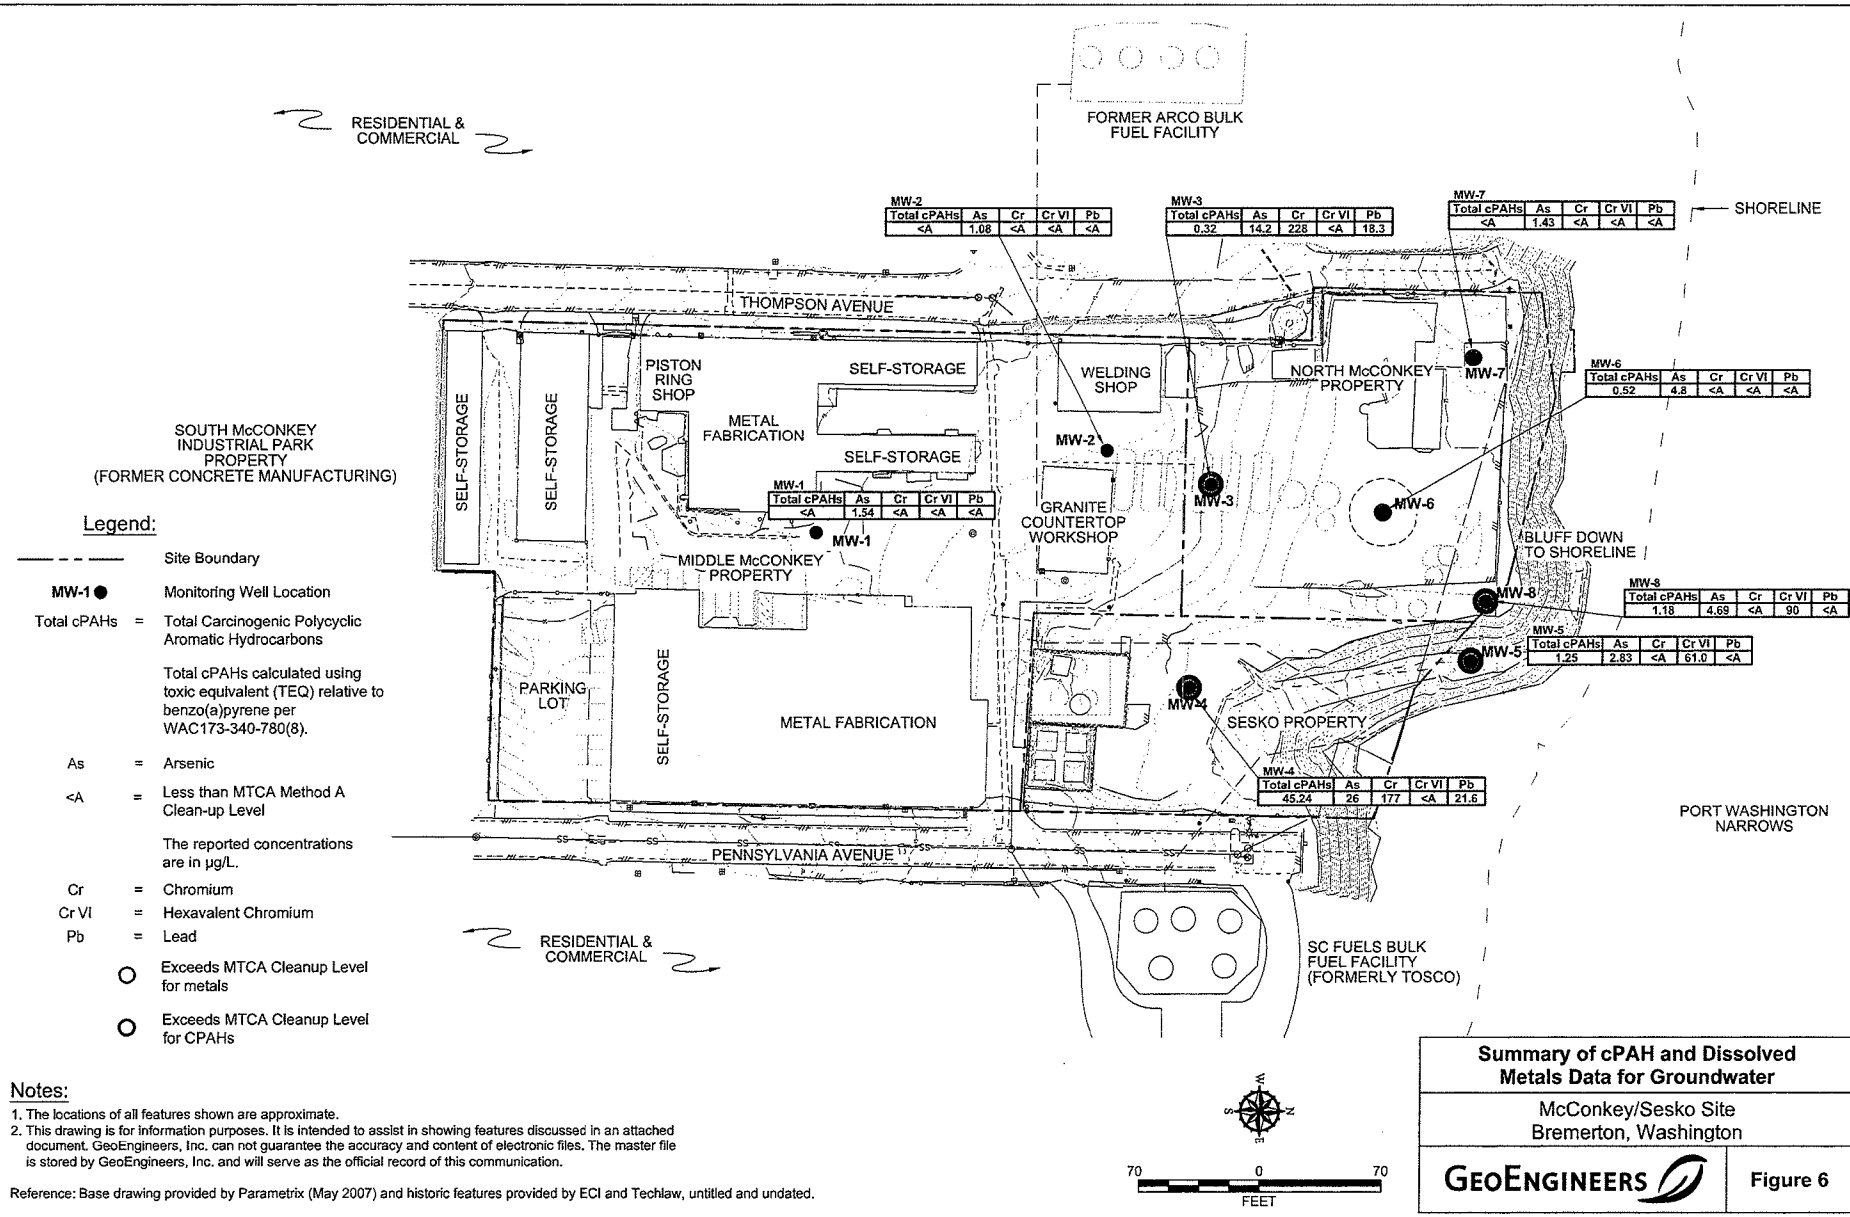 FORMER ARCO BULK
FUEL FACILITY
RESIDENTIAL &
COMMERCIAL
MW-2
Total cPAHs As Cr Cr VI Pb
<A 1.08 <A <A <A
MW-3
Total cPAHs As Cr Cr VI Pb
0.32 14.2 228 <A 18.3
MW-7
Total cPAHs As Cr Cr VI Pb
<A 1.43 <A <A <A
SHORELINE
THOMPSON AVENUE
PISTON
RING
SHOP
SELF-STORAGE
WELDING
SHOP
NORTH McCONKEY
PROPERTY
MW-7
MW-6
Total cPAHs As Cr Cr VI Pb
0.52 4.8 <A <A <A
SELF-STORAGE
SELF-STORAGE
METAL
FABRICATION
SELF-STORAGE
MW-2
SOUTH McCONKEY
INDUSTRIAL PARK
PROPERTY
(FORMER CONCRETE MANUFACTURING)
MW-1
Total cPAHs As Cr Cr VI Pb
<A 1.54 <A <A <A
MW-1
MW-3
MW-6
GRANITE
COUNTERTOP
WORKSHOP
MIDDLE McCONKEY
PROPERTY
BLUFF DOWN
TO SHORELINE
MW-8
MW-8
Total cPAHs As Cr Cr VI Pb
1.18 4.69 <A 90 <A
MW-5
MW-5
Total cPAHs As Cr Cr VI Pb
1.25 2.83 <A 61.0 <A
PARKING
LOT
SELF-STORAGE
METAL FABRICATION
MW-4
SESKO PROPERTY
MW-4
Total cPAHs As Cr Cr VI Pb
45.24 26 177 <A 21.6
PORT WASHINGTON
NARROWS
SS
SS
SS
SS
SS
PENNSYLVANIA AVENUE
RESIDENTIAL &
COMMERCIAL
SC FUELS BULK
FUEL FACILITY
(FORMERLY TOSCO)
Legend:
Site Boundary
MW-1 Monitoring Well Location
Total cPAHs = Total Carcinogenic Polycyclic
Aromatic Hydrocarbons
Total cPAHs calculated using
toxic equivalent (TEQ) relative to
benzo(a)pyrene per
WAC173-340-780(8).
As = Arsenic
<A = Less than MTCA Method A
Clean-up Level
The reported concentrations
are in µg/L.
Cr = Chromium
Cr VI = Hexavalent Chromium
Pb = Lead
Exceeds MTCA Cleanup Level
for metals
Exceeds MTCA Cleanup Level
for CPAHs
Notes:
1. The locations of all features shown are approximate.
2. This drawing is for information purposes. It is intended to assist in showing features discussed in an attached
document. GeoEngineers, Inc. can not guarantee the accuracy and content of electronic files. The master file
is stored by GeoEngineers, Inc. and will serve as the official record of this communication.
Reference: Base drawing provided by Parametrix (May 2007) and historic features provided by ECI and Techlaw, untitled and undated.
W
S N
E
70 0 70
FEET
Summary of cPAH and Dissolved
Metals Data for Groundwater
McConkey/Sesko Site
Bremerton, Washington
GEOENGINEERS
Figure 6